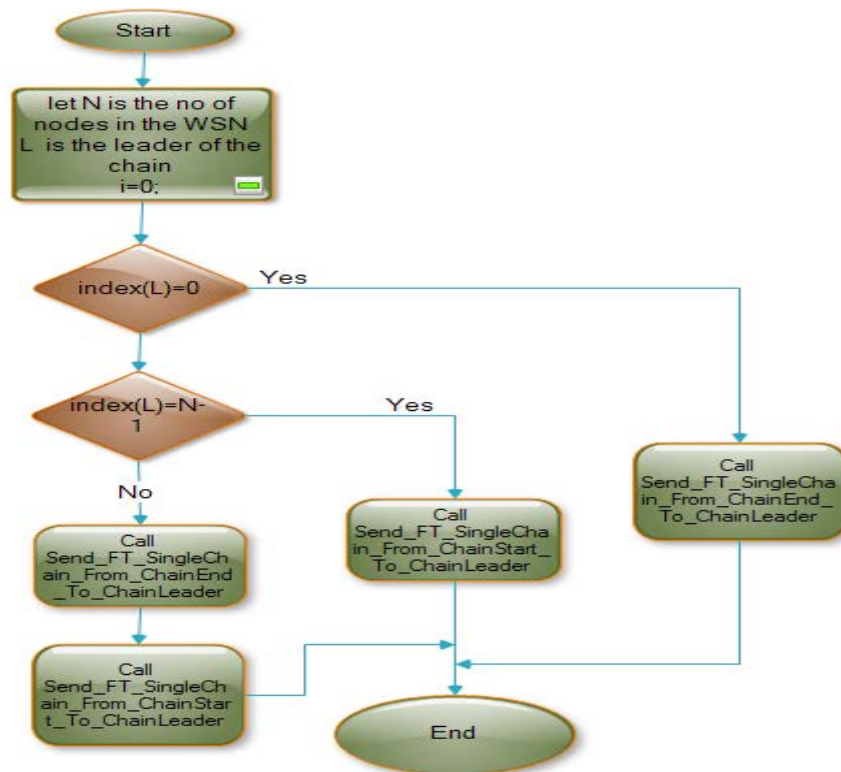 Start
let N is the no of
nodes in the WSN
L is the leader of the
chain
i=0;
index(L)=0
Yes
index(L)=N-
1
Yes
No
Call
Send_FT_SingleCh
ain_From_ChainEnd
_To_ChainLeader
Call
Send_FT_SingleCha
in_From_ChainStart_
To_ChainLeader
Call
Send_FT_SingleCha
in_From_ChainEnd_
To_ChainLeader
Call
Send_FT_SingleCh
ain_From_ChainStar
t_To_ChainLeader
End